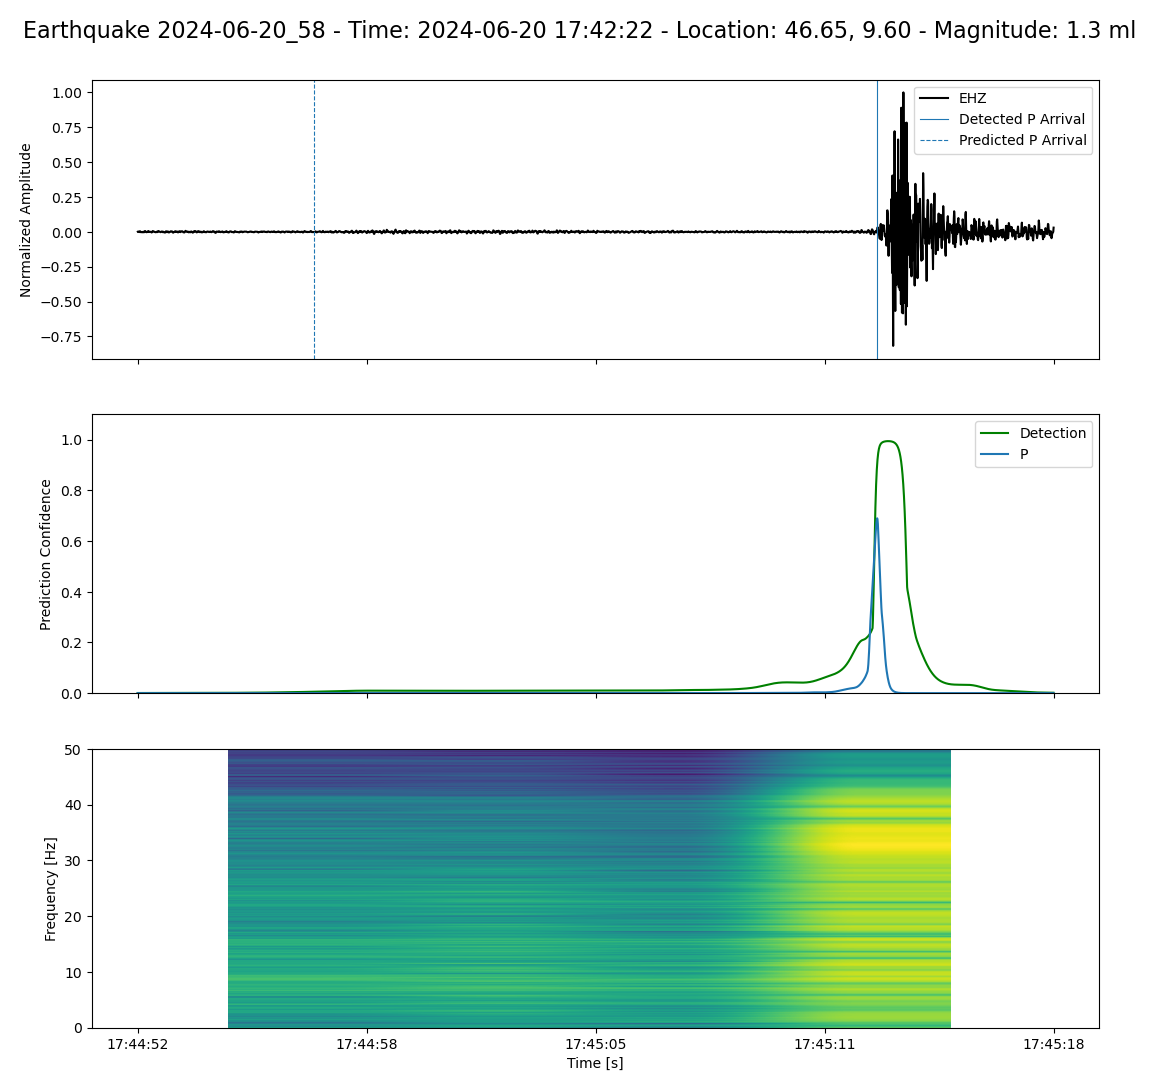 Earthquake 2024-06-20_58 - Time: 2024-06-20 17:42:22 - Location: 46.65, 9.60 - Magnitude: 1.3 ml
1.00
0.75
0.50
0.25
0.00
−0.25
−0.50
−0.75
Normalized Amplitude
EHZ
Detected P Arrival
Predicted P Arrival
1.0
0.8
0.6
0.4
0.2
0.0
Prediction Confidence
Detection
P
50
40
30
20
10
0
Frequency [Hz]
17:44:52 17:44:58 17:45:05 17:45:11 17:45:18
Time [s]